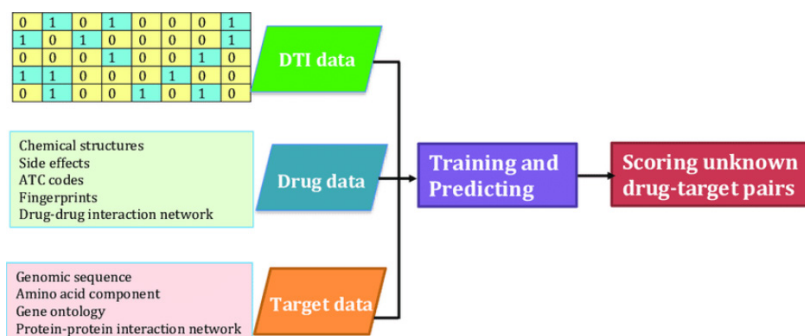 0 1 0 1 0 0 0 1
1 0 1 0 0 0 0 1
0 0 0 1 0 0 1 0
1 1 0 0 0 1 0 0
0 1 0 0 1 0 1 0
DTI data
Chemical structures
Side effects
ATC codes
Fingerprints
Drug-drug interaction network
Drug data
Training and
Predicting
Scoring unknown
drug-target pairs
Genomic sequence
Amino acid component
Gene ontology
Protein-protein interaction network
Target data